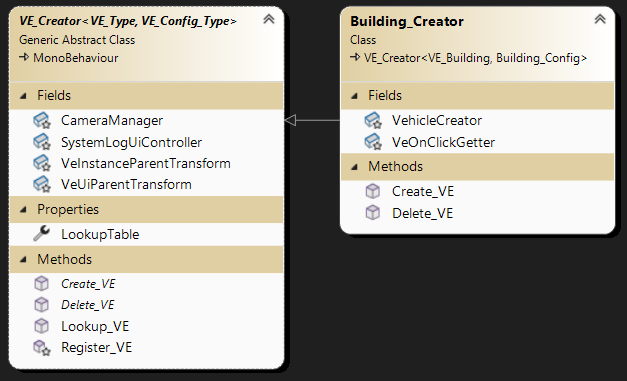 VE_Creator<VE_Type, VE_Config_Type>
Generic Abstract Class
MonoBehaviour
Fields
CameraManager
SystemLogUiController
VeInstanceParentTransform
VeUiParentTransform
Properties
LookupTable
Methods
Create_VE
Delete_VE
Lookup_VE
Register_VE
Building_Creator
Class
VE_Creator<VE_Building, Building_Config>
Fields
VehicleCreator
VeOnClickGetter
Methods
Create_VE
Delete_VE